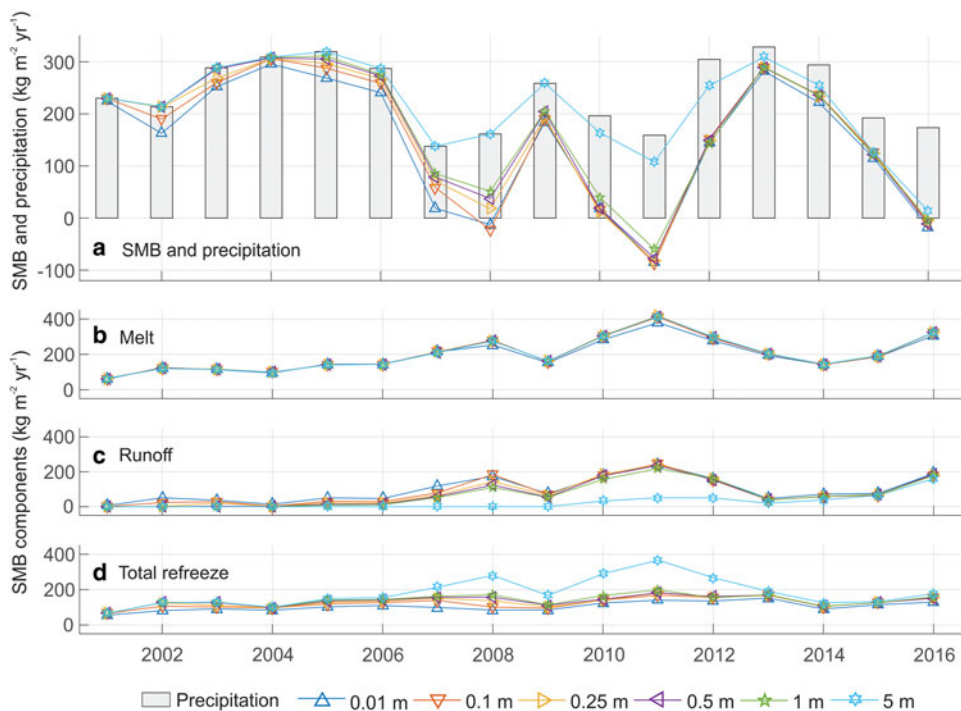 SMB and precipitation (kg m⁻² yr⁻¹)
300
200
100
0
-100
a SMB and precipitation
SMB components (kg m⁻² yr⁻¹)
400
200
0
b Melt
400
200
0
c Runoff
400
200
0
d Total refreeze
2002 2004 2006 2008 2010 2012 2014 2016
Precipitation 0.01 m 0.1 m 0.25 m 0.5 m 1 m 5 m